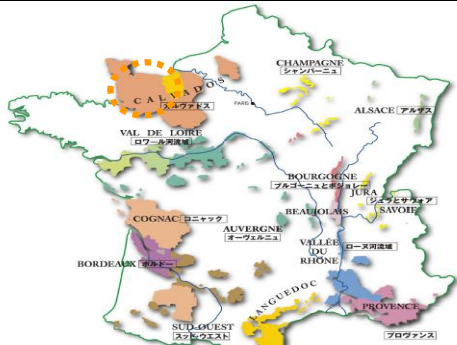 CHAMPAGNE
シャンパーニュ
CALVADOS
カルヴァドス
PARIS
ALSACE アルザス
VAL DE LOIRE
ロワール河流域
BOURGOGNE
ブルゴーニュとボジョレー
JURA
ジュラとサヴォア
SAVOIE
BEAUJOLAIS
COGNAC コニャック
AUVERGNE
オーヴェルニュ
VALLÉE
DU
RHÔNE
ローヌ河流域
BORDEAUX ボルドー
LANGUEDOC
PROVENCE
プロヴァンス
SUD-OUEST
スッド・ウエスト